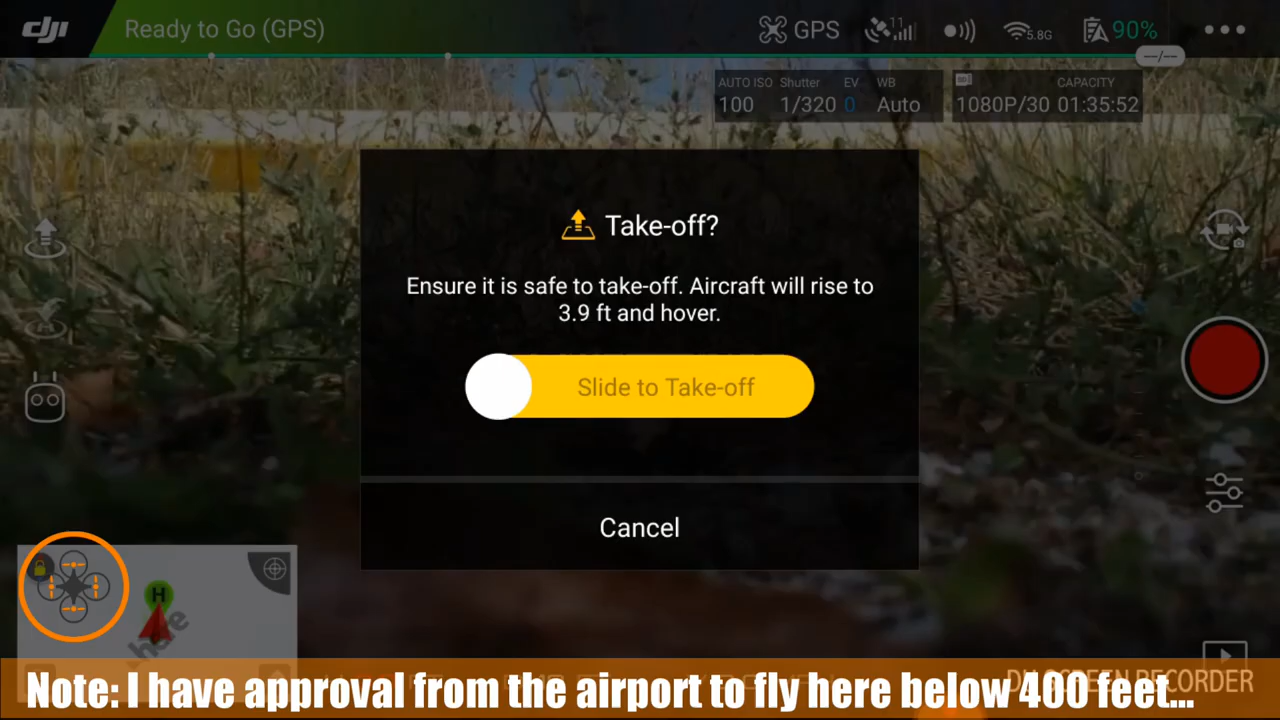 dji
Ready to Go (GPS)
GPS
11
5.8G
90%
--/--
AUTO ISO Shutter EV WB
100 1/320 0 Auto
CAPACITY
1080P/30 01:35:52
Take-off?
Ensure it is safe to take-off. Aircraft will rise to
3.9 ft and hover.
Slide to Take-off
Cancel
H
here
Note: I have approval from the airport to fly here below 400 feet...
SCREEN RECORDER